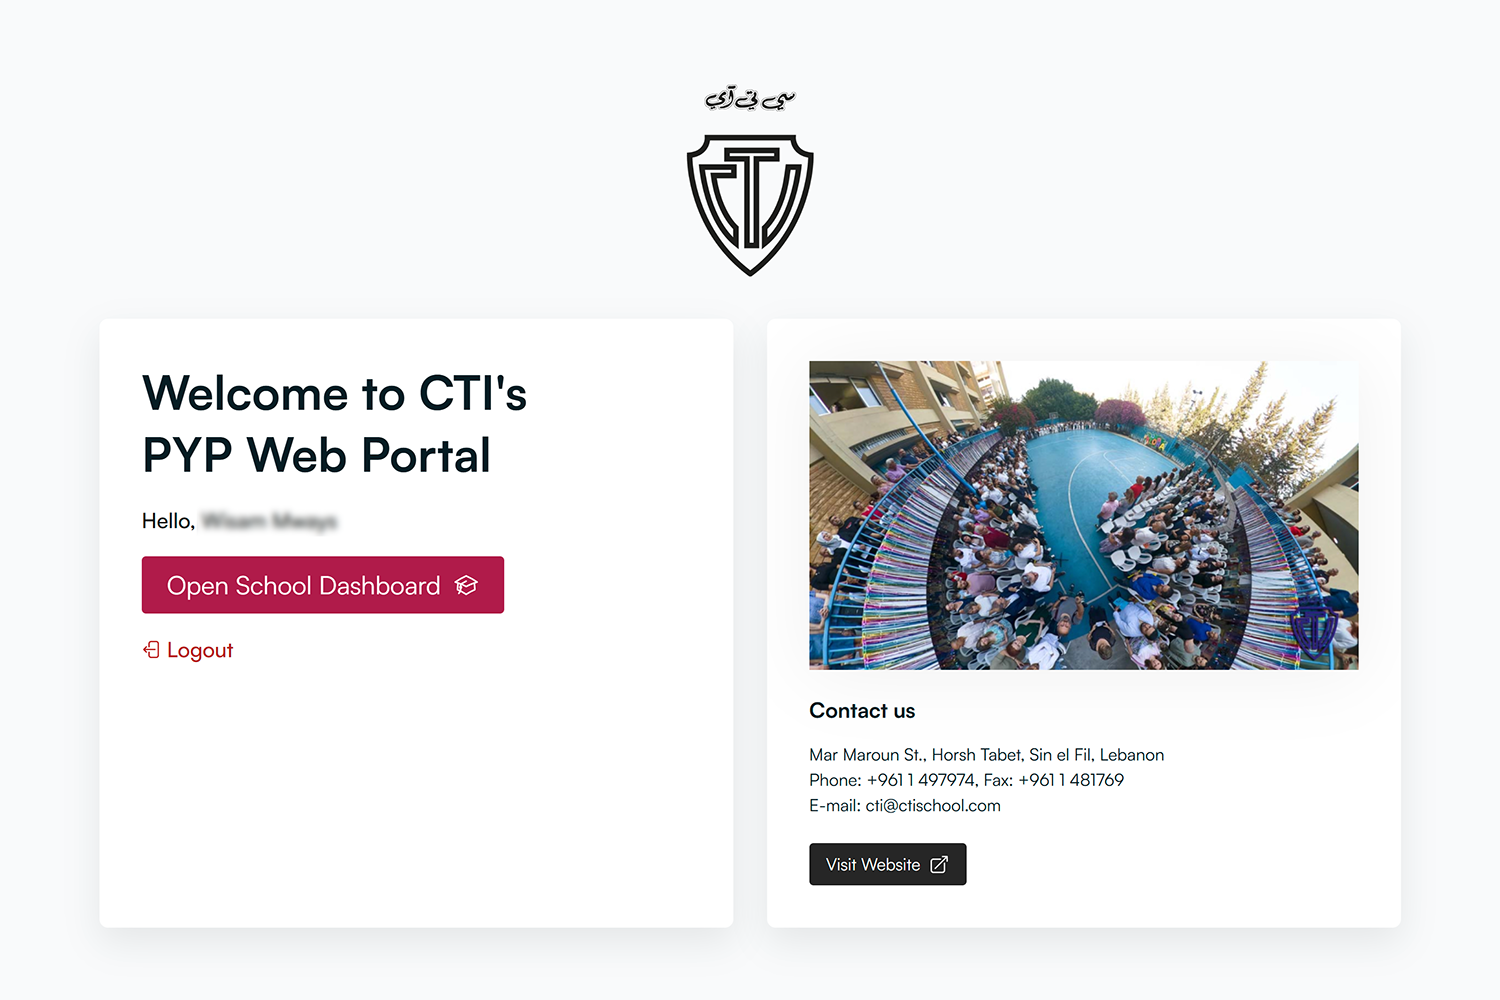 سي تي آي
CTI
Welcome to CTI's
PYP Web Portal
Hello,
Open School Dashboard
Logout
Contact us
Mar Maroun St., Horsh Tabet, Sin el Fil, Lebanon
Phone: +961 1 497974, Fax: +961 1 481769
E-mail: cti@ctischool.com
Visit Website